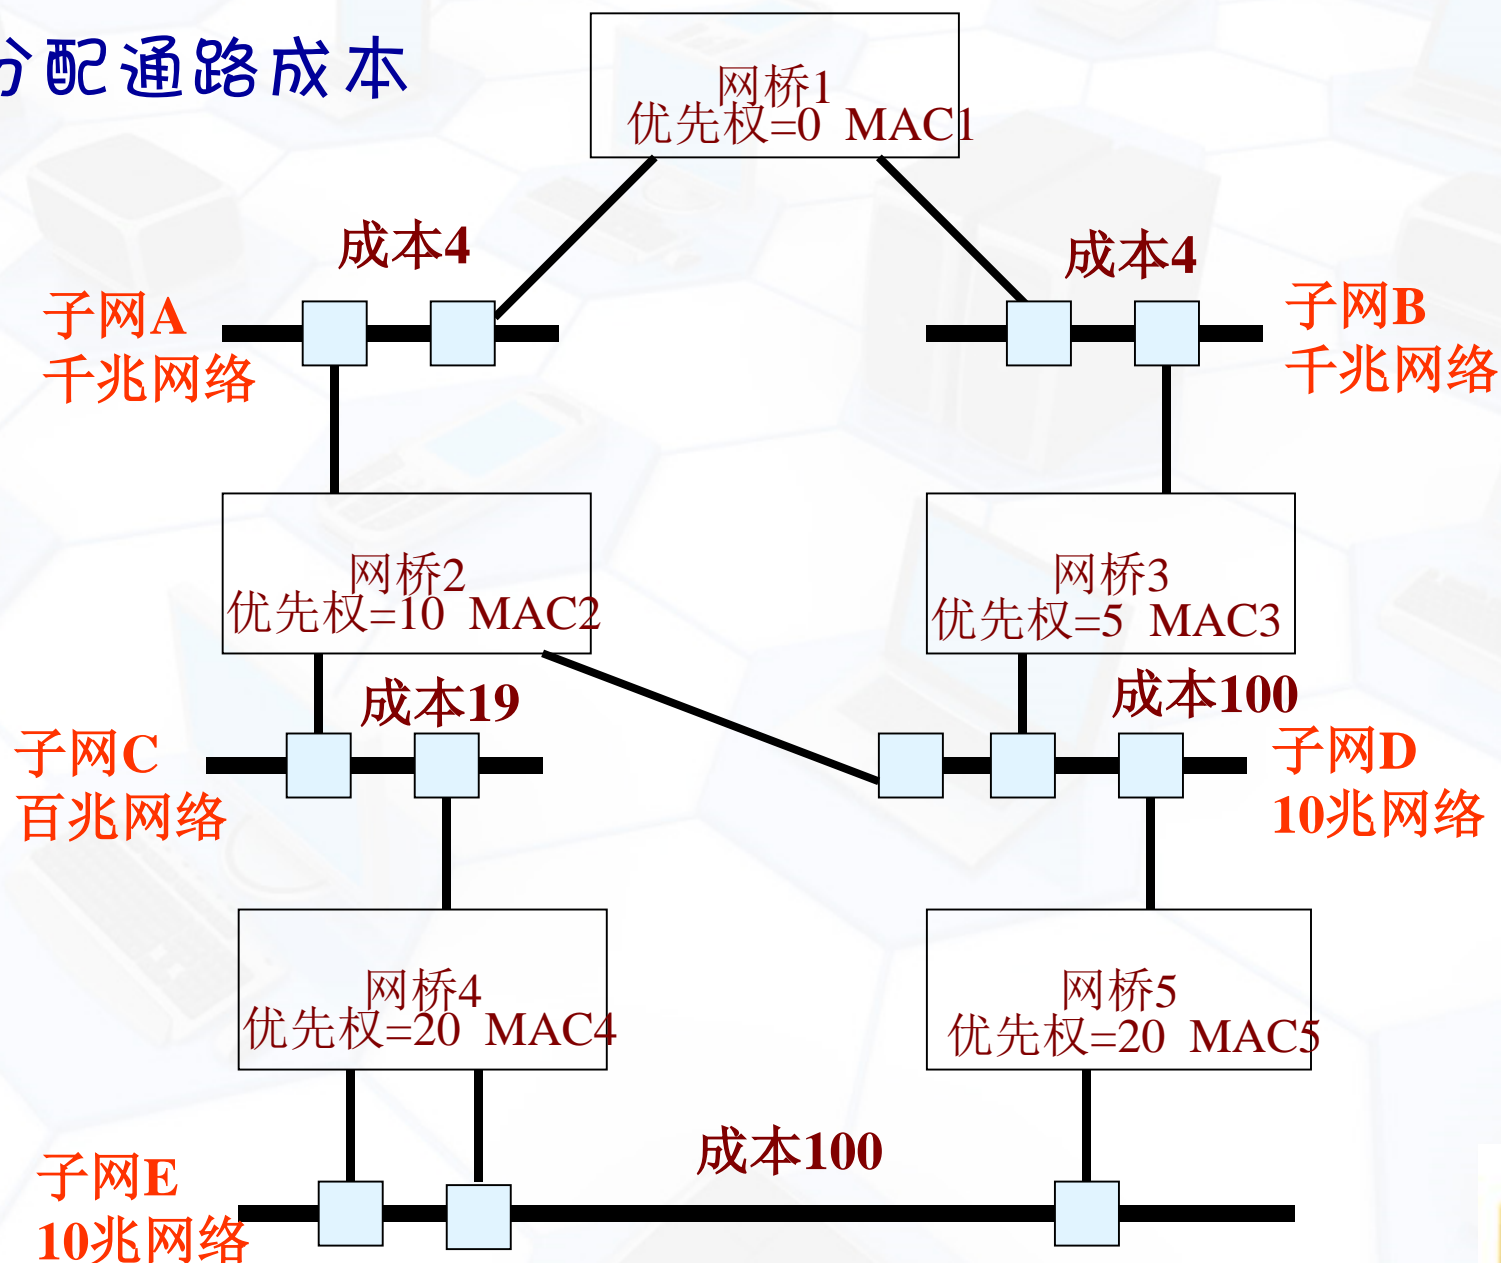 分配通路成本
网桥1
优先权=0 MAC1
成本4
成本4
子网A
千兆网络
子网B
千兆网络
网桥2
优先权=10 MAC2
网桥3
优先权=5 MAC3
成本19
成本100
子网C
百兆网络
子网D
10兆网络
网桥4
优先权=20 MAC4
网桥5
优先权=20 MAC5
成本100
子网E
10兆网络